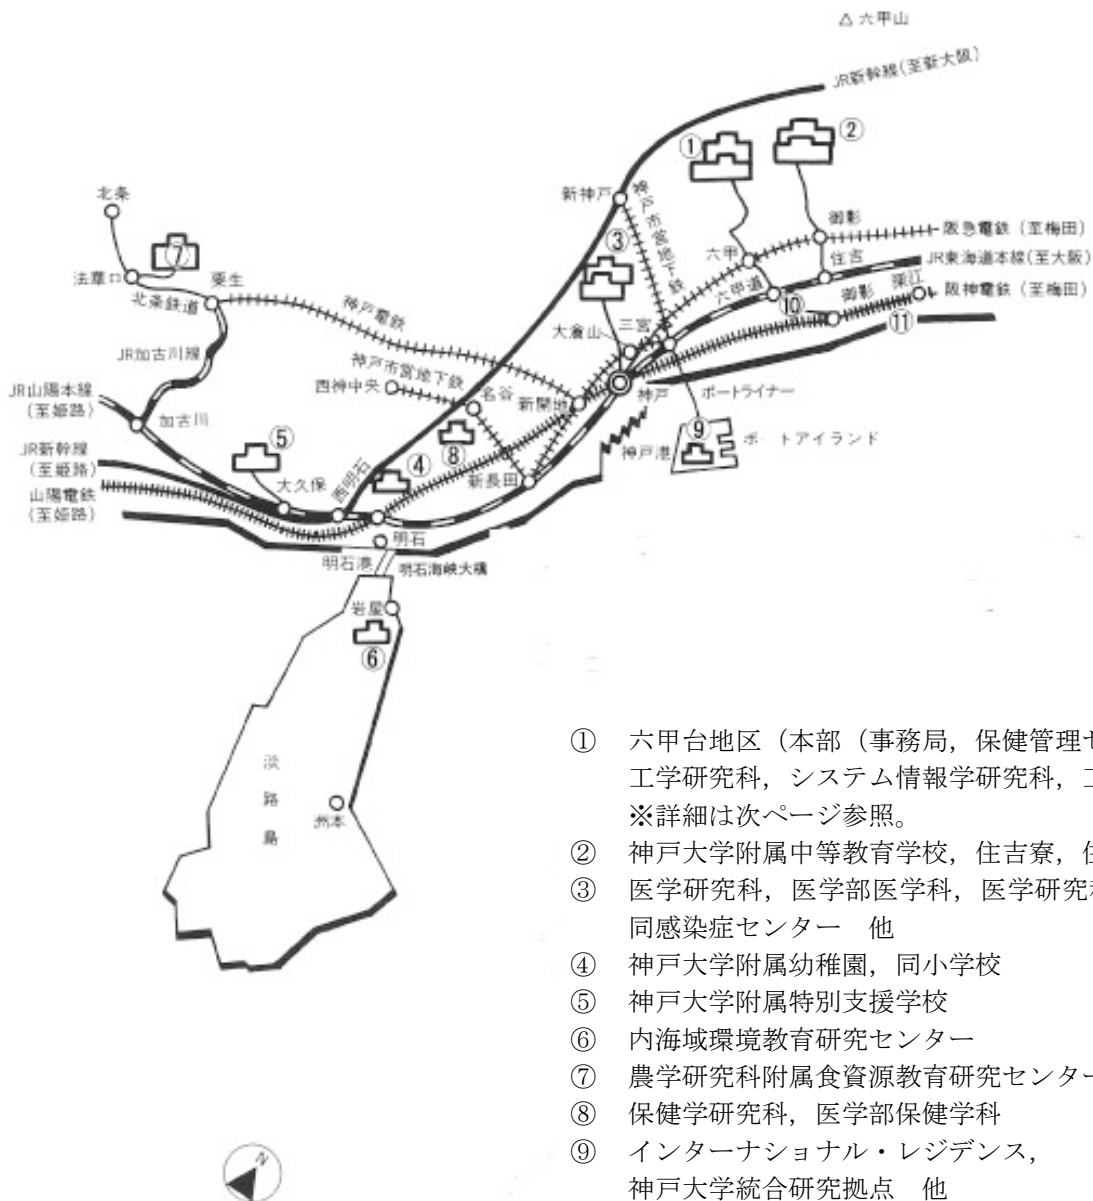 △ 六甲山
JR新幹線(至新大阪)
①
②
北条
新神戸
神戸市営地下鉄
③
御影
阪急電鉄 (至梅田)
⑦
六甲
住吉
JR東海道本線(至大阪)
法華口
粟生
六甲道
北条鉄道
神戸電鉄
⑩
御影
深江
阪神電鉄 (至梅田)
大倉山
三宮
⑪
JR加古川線
神戸市営地下鉄
JR山陽本線
(至姫路)
西神中央
名谷
新開地
神戸
ポートライナー
加古川
⑤
⑨
ポートアイランド
JR新幹線
(至姫路)
⑧
④
神戸港
大久保
西明石
新長田
山陽電鉄
(至姫路)
明石
明石港
明石海峡大橋
岩屋
⑥
淡路島
洲本
① 六甲台地区（本部（事務局，保健管理セ
工学研究科，システム情報学研究科，工
※詳細は次ページ参照。
② 神戸大学附属中等教育学校，住吉寮，住
③ 医学研究科，医学部医学科，医学研究科
同感染症センター 他
④ 神戸大学附属幼稚園，同小学校
⑤ 神戸大学附属特別支援学校
⑥ 内海域環境教育研究センター
⑦ 農学研究科附属食資源教育研究センター
⑧ 保健学研究科，医学部保健学科
⑨ インターナショナル・レジデンス，
神戸大学統合研究拠点 他
N